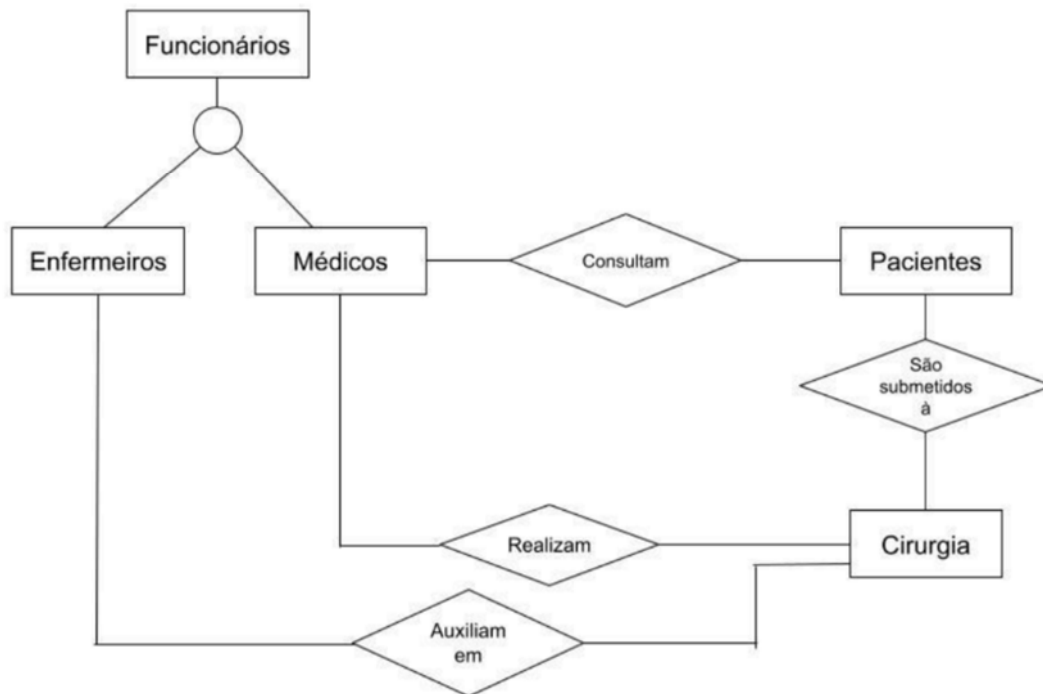 Funcionários
Enfermeiros
Médicos
Consultam
Pacientes
São
submetidos
à
Realizam
Cirurgia
Auxiliam
em